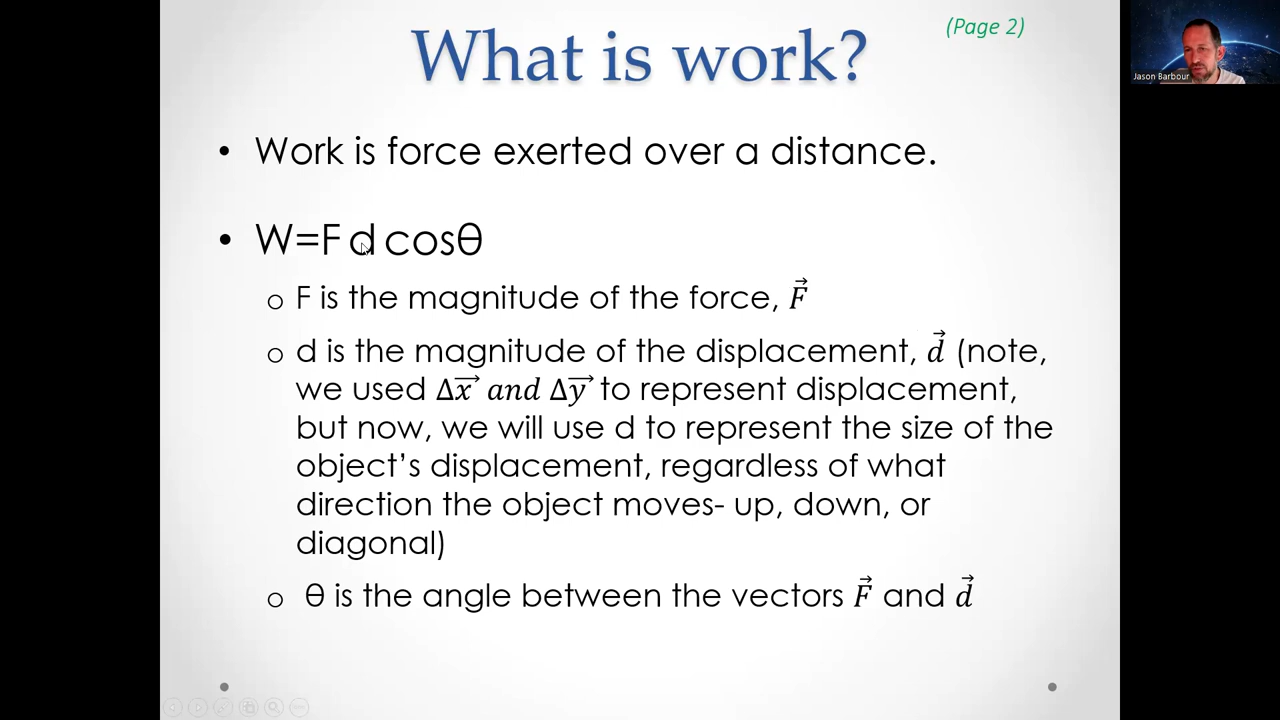 (Page 2)
What is work?
Jason Barbour
• Work is force exerted over a distance.
• W=F d cosθ
o F is the magnitude of the force, F⃗
o d is the magnitude of the displacement, d⃗ (note,
we used Δx⃗ and Δy⃗ to represent displacement,
but now, we will use d to represent the size of the
object’s displacement, regardless of what
direction the object moves- up, down, or
diagonal)
o θ is the angle between the vectors F⃗ and d⃗